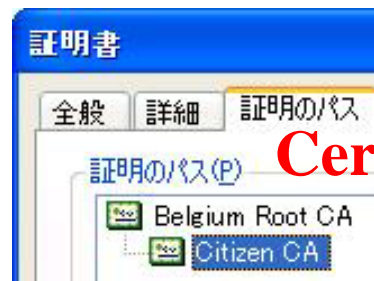 証明書
全般 詳細 証明のパス
Cer
証明のパス(P)
Belgium Root CA
Citizen CA